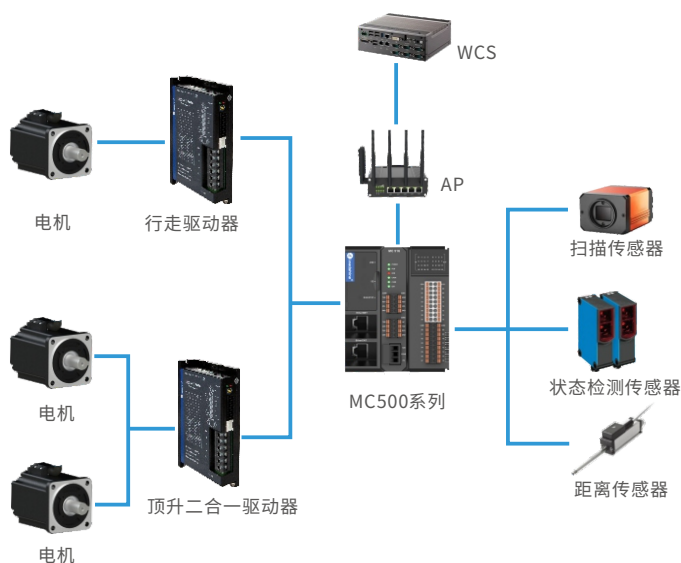 WCS
AP
电机
行走驱动器
扫描传感器
MC500系列
状态检测传感器
电机
距离传感器
顶升二合一驱动器
电机